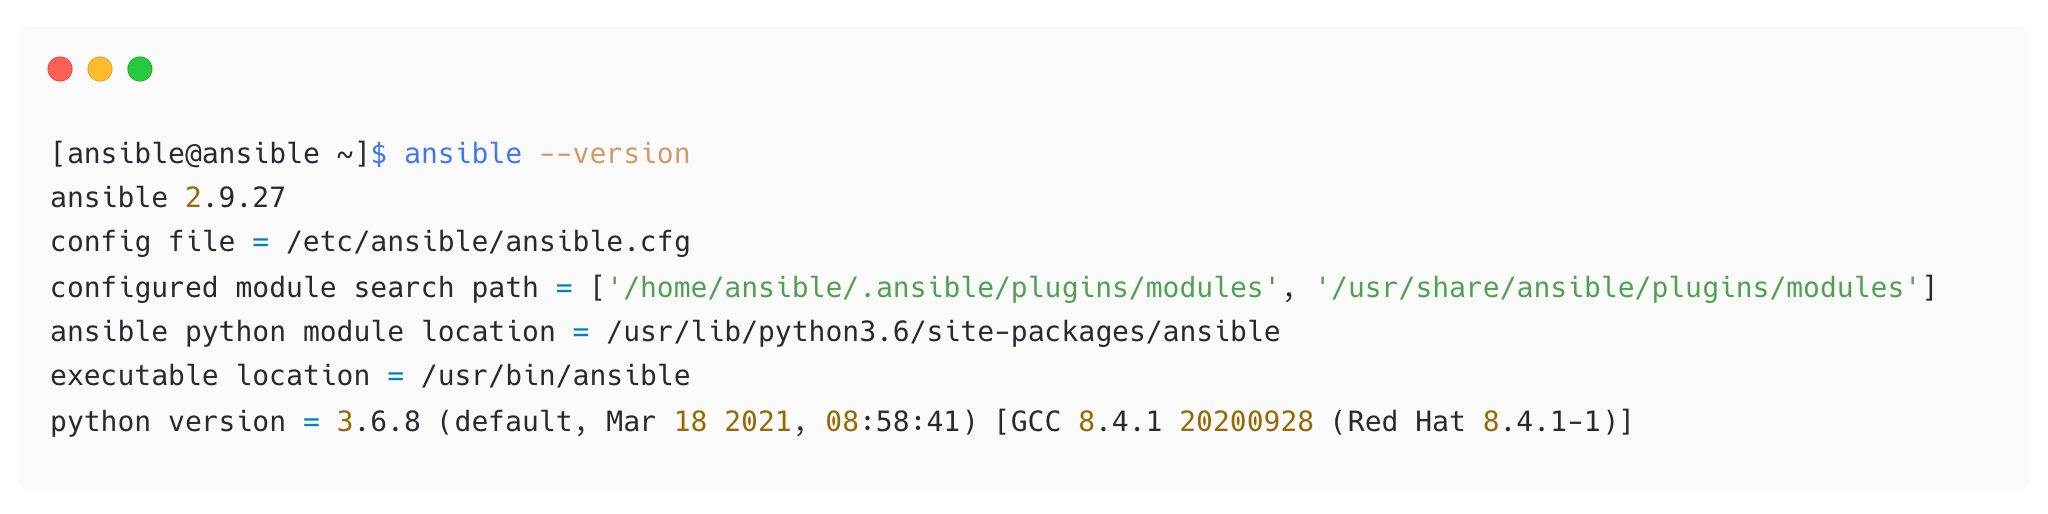 [ansible@ansible ~]$ ansible --version
ansible 2.9.27
config file = /etc/ansible/ansible.cfg
configured module search path = ['/home/ansible/.ansible/plugins/modules', '/usr/share/ansible/plugins/modules']
ansible python module location = /usr/lib/python3.6/site-packages/ansible
executable location = /usr/bin/ansible
python version = 3.6.8 (default, Mar 18 2021, 08:58:41) [GCC 8.4.1 20200928 (Red Hat 8.4.1-1)]